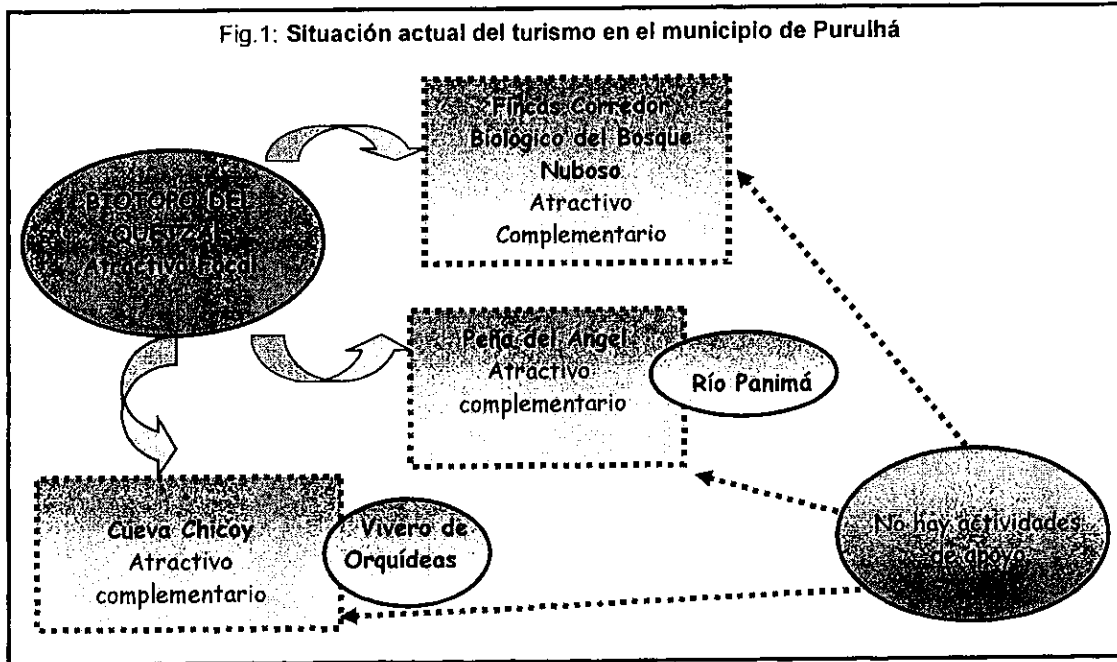 Fig.1: Situación actual del turismo en el municipio de Purulhá
Fincas Corredor
Biológico del Bosque
Nuboso
Atractivo
Complementario
BIOTOPO DEL
QUETZAL
Atractivo Focal
Peña del Angel
Atractivo
complementario
Río Panimá
Cueva Chicoy
Atractivo
complementario
Vivero de
Orquídeas
No hay actividades
de apoyo